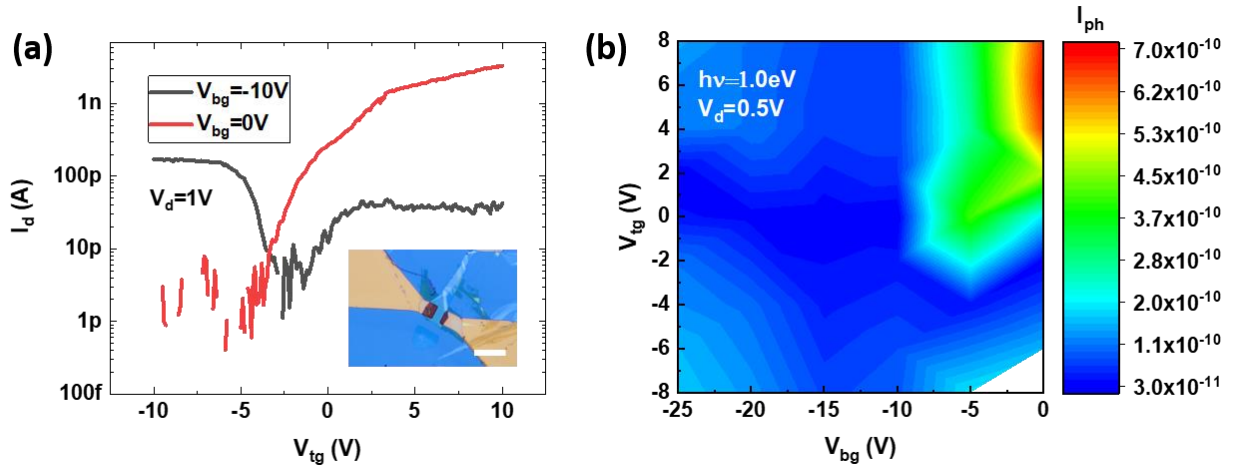 (a)
V_bg=-10V
V_bg=0V
V_d=1V
I_d (A)
1n
100p
10p
1p
100f
-10 -5 0 5 10
V_tg (V)
(b)
hν=1.0eV
V_d=0.5V
V_tg (V)
8
6
4
2
0
-2
-4
-6
-8
-25 -20 -15 -10 -5 0
V_bg (V)
I_ph
7.0x10^-10
6.2x10^-10
5.3x10^-10
4.5x10^-10
3.7x10^-10
2.8x10^-10
2.0x10^-10
1.1x10^-10
3.0x10^-11